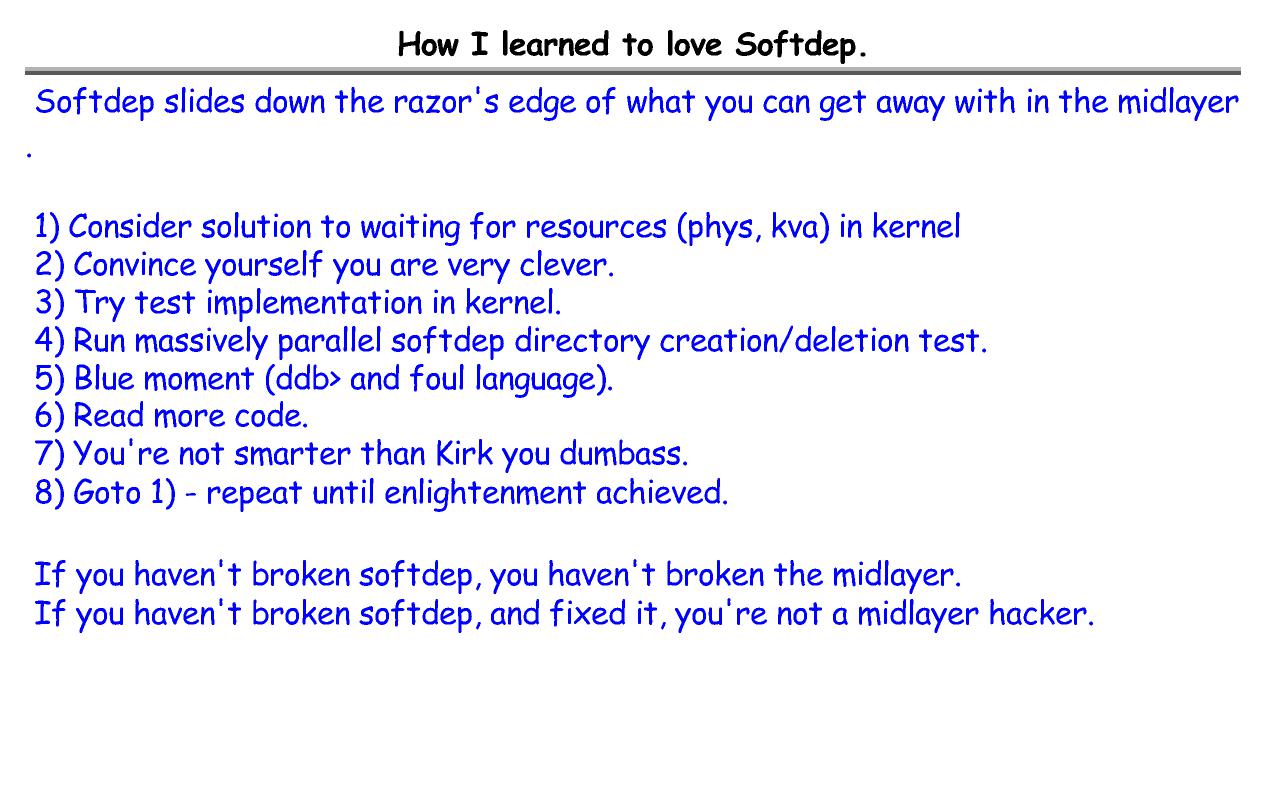 How I learned to love Softdep.
Softdep slides down the razor's edge of what you can get away with in the midlayer
.
1) Consider solution to waiting for resources (phys, kva) in kernel
2) Convince yourself you are very clever.
3) Try test implementation in kernel.
4) Run massively parallel softdep directory creation/deletion test.
5) Blue moment (ddb> and foul language).
6) Read more code.
7) You're not smarter than Kirk you dumbass.
8) Goto 1) - repeat until enlightenment achieved.
If you haven't broken softdep, you haven't broken the midlayer.
If you haven't broken softdep, and fixed it, you're not a midlayer hacker.